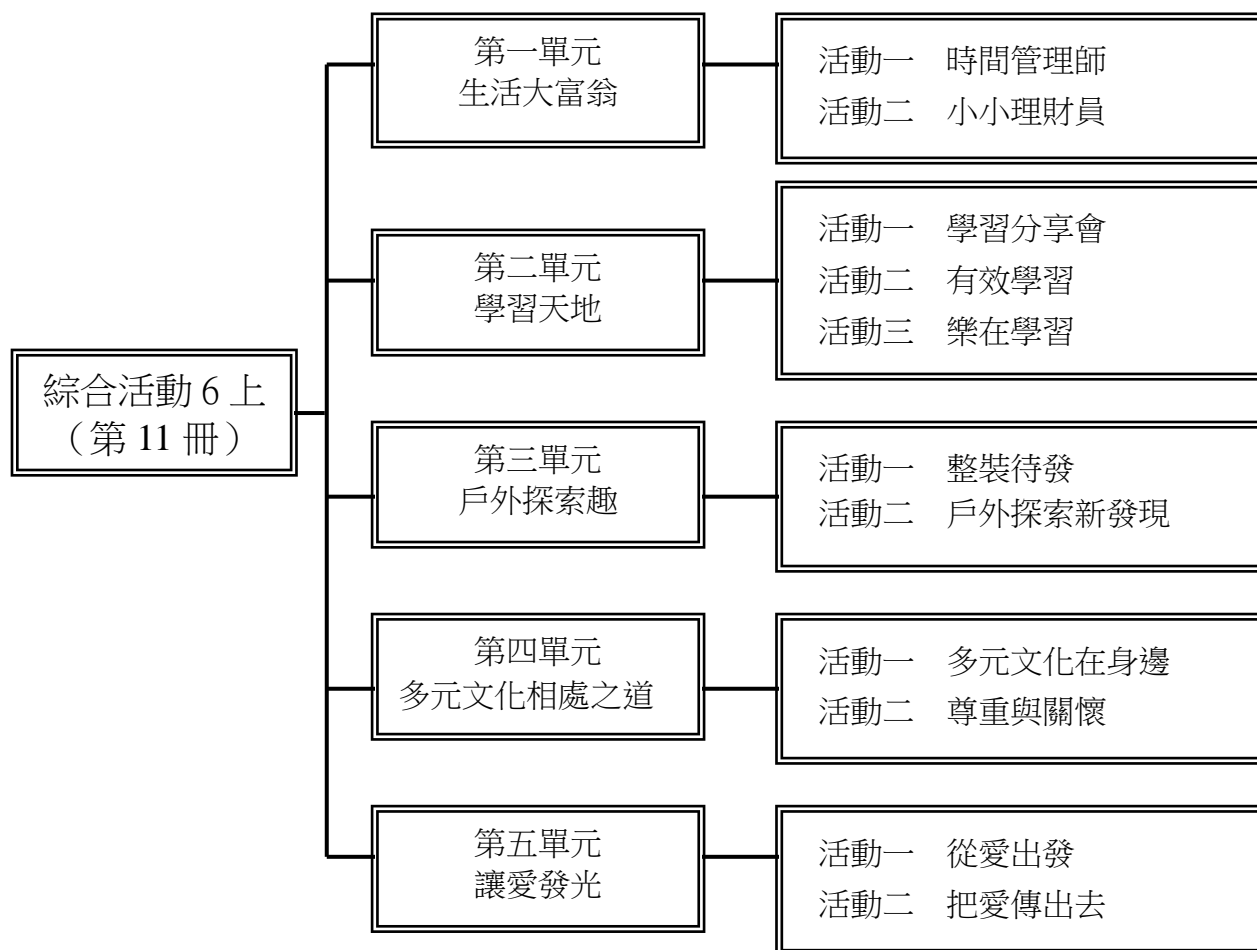 綜合活動 6 上
（第 11 冊）
第一單元
生活大富翁
活動一　時間管理師
活動二　小小理財員
第二單元
學習天地
活動一　學習分享會
活動二　有效學習
活動三　樂在學習
第三單元
戶外探索趣
活動一　整裝待發
活動二　戶外探索新發現
第四單元
多元文化相處之道
活動一　多元文化在身邊
活動二　尊重與關懷
第五單元
讓愛發光
活動一　從愛出發
活動二　把愛傳出去